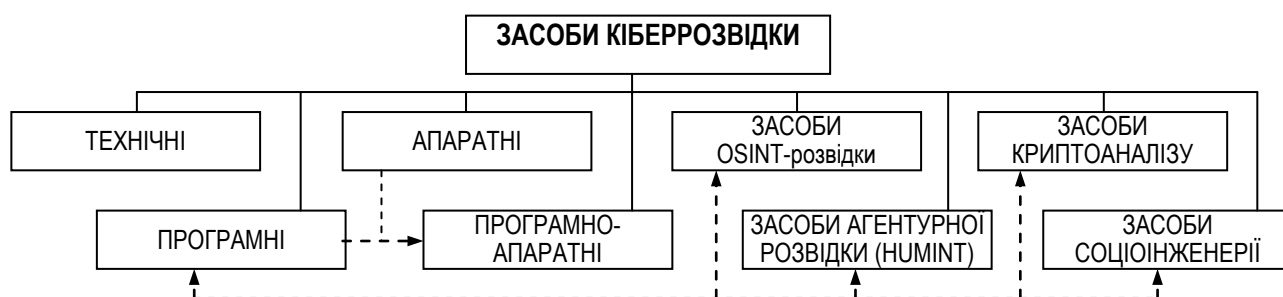 ЗАСОБИ КІБЕРРОЗВІДКИ
ТЕХНІЧНІ
АПАРАТНІ
ЗАСОБИ
OSINT-розвідки
ЗАСОБИ
КРИПТОАНАЛІЗУ
ПРОГРАМНІ
ПРОГРАМНО-
АПАРАТНІ
ЗАСОБИ АГЕНТУРНОЇ
РОЗВІДКИ (HUMINT)
ЗАСОБИ
СОЦІОІНЖЕНЕРІЇ